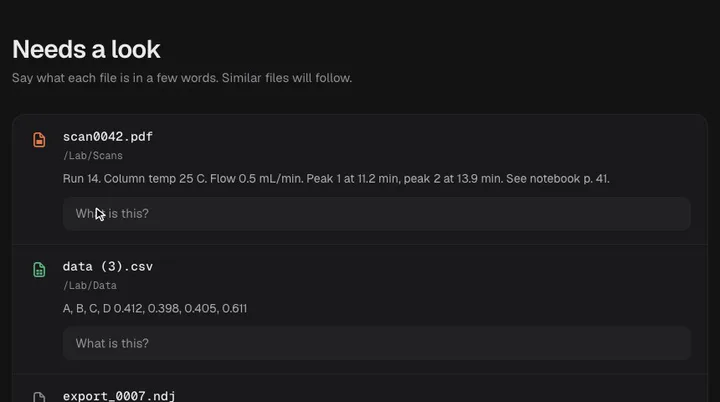 Needs a look
Say what each file is in a few words. Similar files will follow.
scan0042.pdf
/Lab/Scans
Run 14. Column temp 25 C. Flow 0.5 mL/min. Peak 1 at 11.2 min, peak 2 at 13.9 min. See notebook p. 41.
What is this?
data (3).csv
/Lab/Data
A, B, C, D 0.412, 0.398, 0.405, 0.611
What is this?
export_0007.ndj